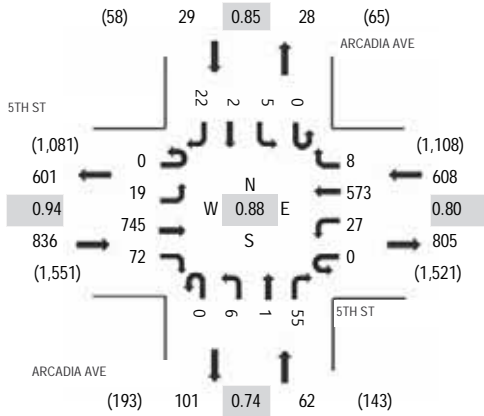 (58) 29 0.85 28 (65)
ARCADIA AVE
22 2 5 0
5TH ST
(1,081) (1,108)
601 0 8 608
19 N 573
0.94 W 0.88 E 0.80
745 27
836 S 805
72 0
(1,551) (1,521)
0 6 1 55
5TH ST
ARCADIA AVE
(193) 101 0.74 62 (143)